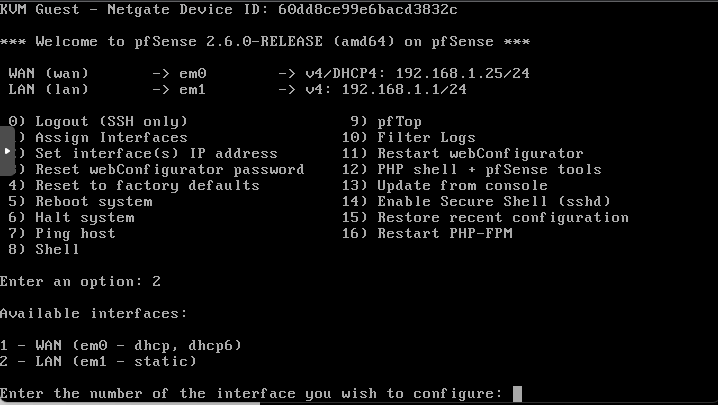 KVM Guest - Netgate Device ID: 60dd8ce99e6bacd3832c
*** Welcome to pfSense 2.6.0-RELEASE (amd64) on pfSense ***
WAN (wan)       -> em0        -> v4/DHCP4: 192.168.1.25/24
LAN (lan)       -> em1        -> v4: 192.168.1.1/24
0) Logout (SSH only)                  9) pfTop
) Assign Interfaces                  10) Filter Logs
) Set interface(s) IP address        11) Restart webConfigurator
) Reset webConfigurator password     12) PHP shell + pfSense tools
4) Reset to factory defaults         13) Update from console
5) Reboot system                     14) Enable Secure Shell (sshd)
6) Halt system                       15) Restore recent configuration
7) Ping host                         16) Restart PHP-FPM
8) Shell
Enter an option: 2
Available interfaces:
1 - WAN (em0 - dhcp, dhcp6)
2 - LAN (em1 - static)
Enter the number of the interface you wish to configure: